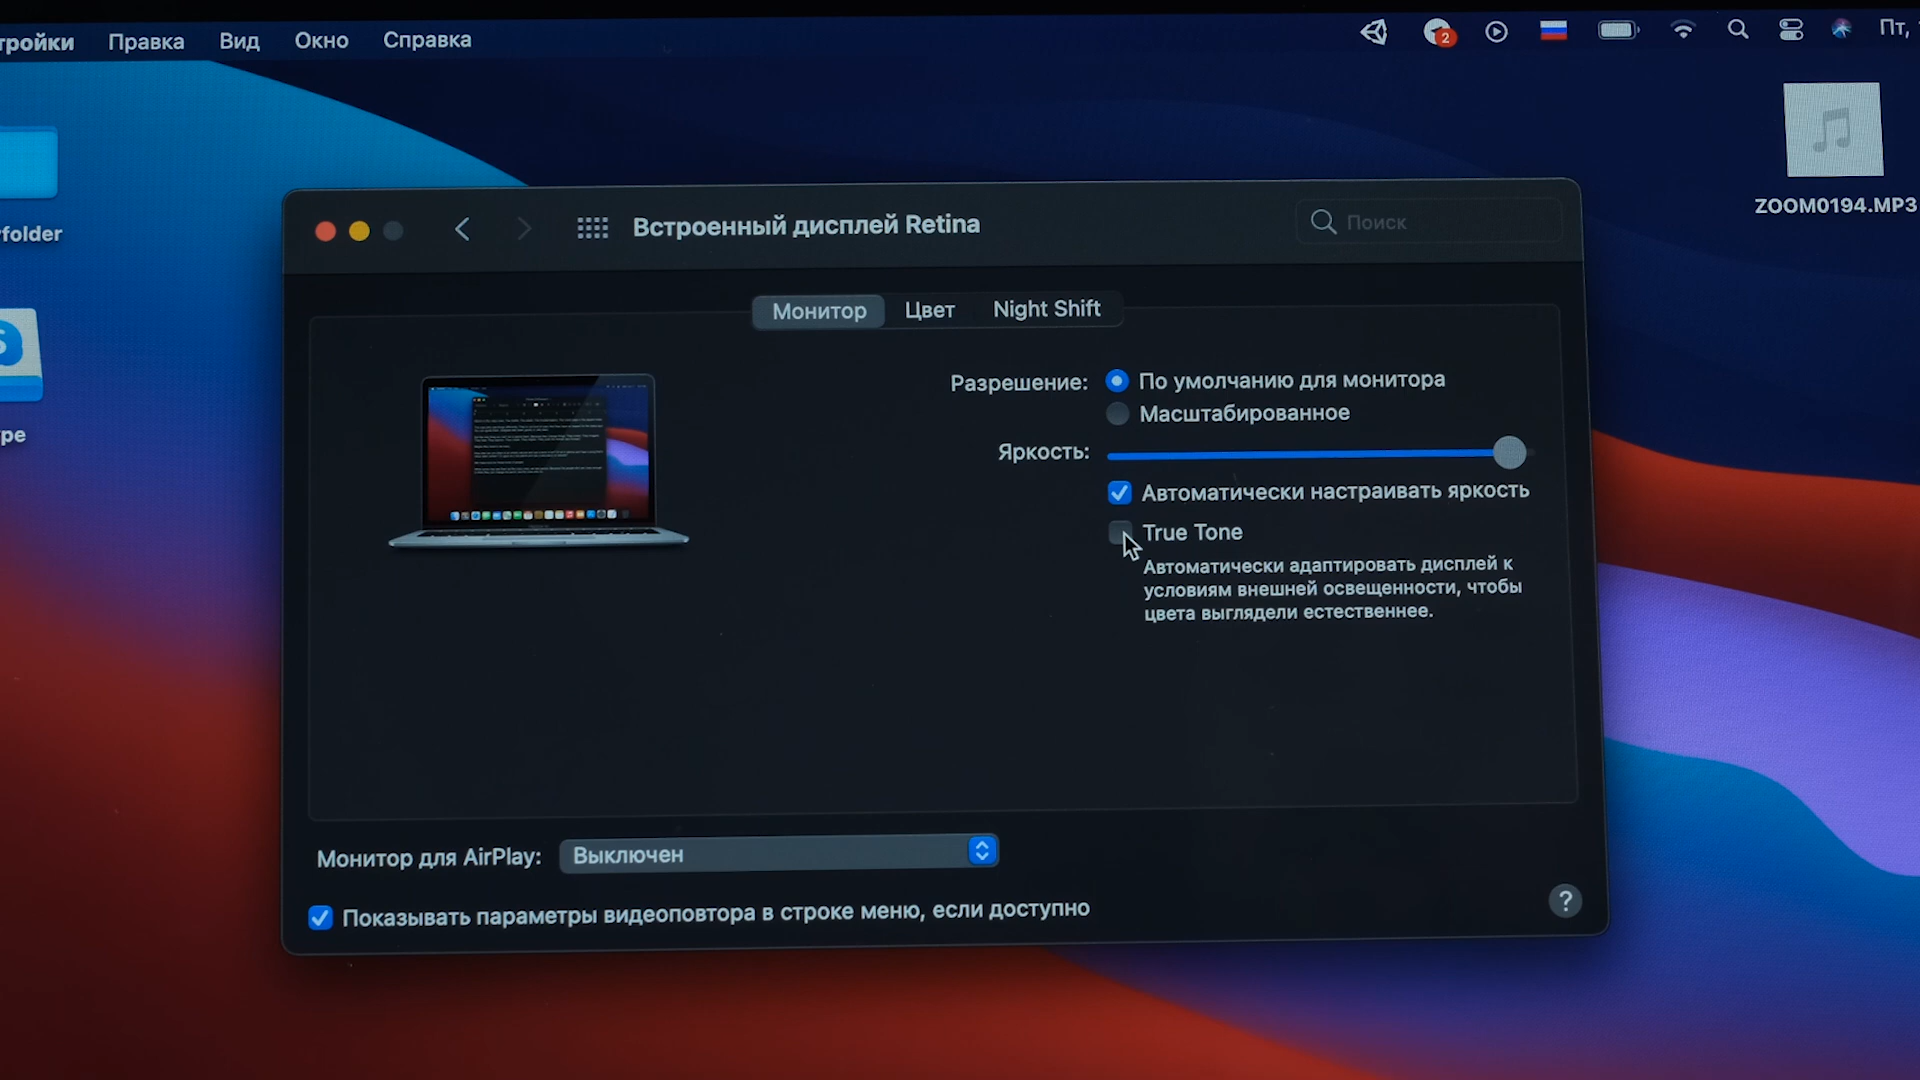 тройки Правка Вид Окно Справка
2
Пт,
folder
pe
ZOOM0194.MP3
Встроенный дисплей Retina
Поиск
Монитор Цвет Night Shift
Разрешение: По умолчанию для монитора
Масштабированное
Яркость:
Автоматически настраивать яркость
True Tone
Автоматически адаптировать дисплей к
условиям внешней освещенности, чтобы
цвета выглядели естественнее.
Монитор для AirPlay: Выключен
Показывать параметры видеоповтора в строке меню, если доступно
?